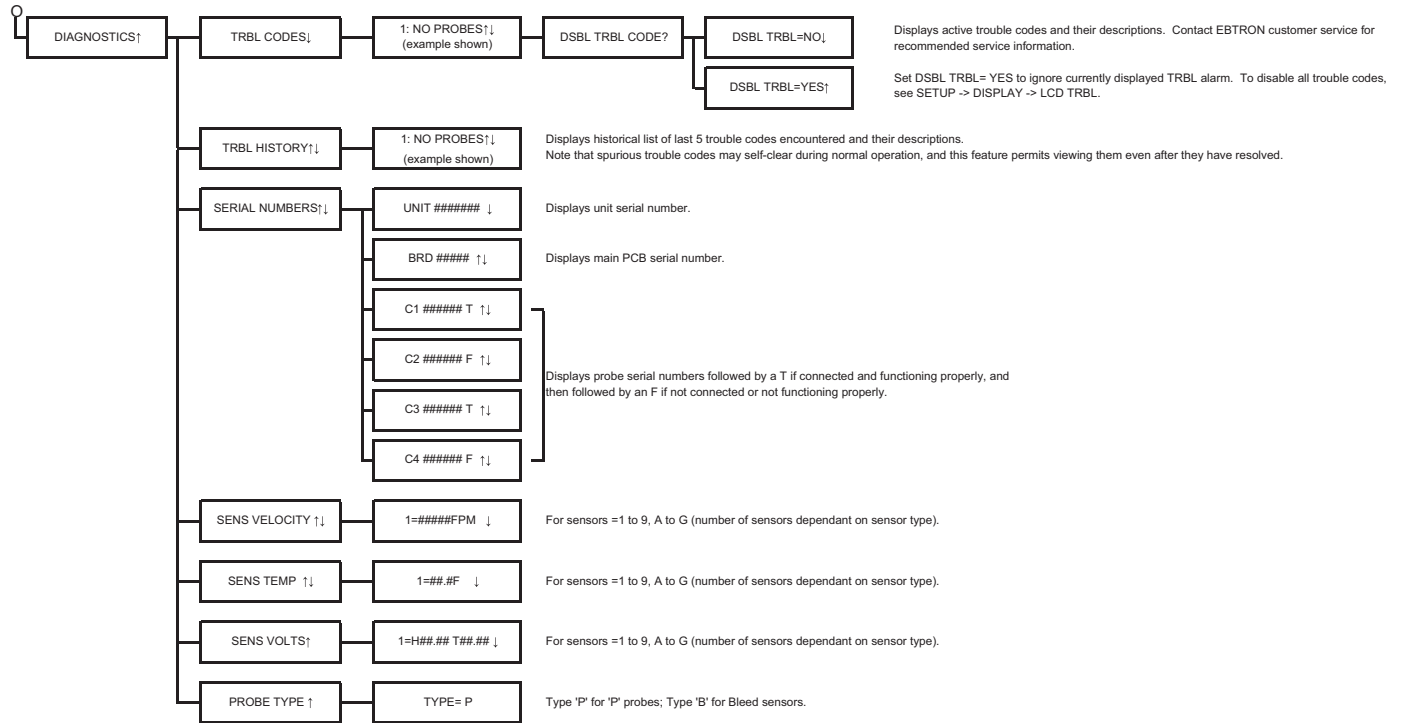 O
DIAGNOSTICS↑
TRBL CODES↓
1: NO PROBES↑↓
(example shown)
DSBL TRBL CODE?
DSBL TRBL=NO↓
Displays active trouble codes and their descriptions. Contact EBTRON customer service for
recommended service information.
DSBL TRBL=YES↑
Set DSBL TRBL= YES to ignore currently displayed TRBL alarm. To disable all trouble codes,
see SETUP -> DISPLAY -> LCD TRBL.
TRBL HISTORY↑↓
1: NO PROBES↑↓
(example shown)
Displays historical list of last 5 trouble codes encountered and their descriptions.
Note that spurious trouble codes may self-clear during normal operation, and this feature permits viewing them even after they have resolved.
SERIAL NUMBERS↑↓
UNIT ####### ↓
Displays unit serial number.
BRD ##### ↑↓
Displays main PCB serial number.
C1 ###### T ↑↓
C2 ###### F ↑↓
Displays probe serial numbers followed by a T if connected and functioning properly, and
then followed by an F if not connected or not functioning properly.
C3 ###### T ↑↓
C4 ###### F ↑↓
SENS VELOCITY ↑↓
1=#####FPM ↓
For sensors =1 to 9, A to G (number of sensors dependant on sensor type).
SENS TEMP ↑↓
1=##.#F ↓
For sensors =1 to 9, A to G (number of sensors dependant on sensor type).
SENS VOLTS↑
1=H##.## T##.## ↓
For sensors =1 to 9, A to G (number of sensors dependant on sensor type).
PROBE TYPE ↑
TYPE= P
Type 'P' for 'P' probes; Type 'B' for Bleed sensors.